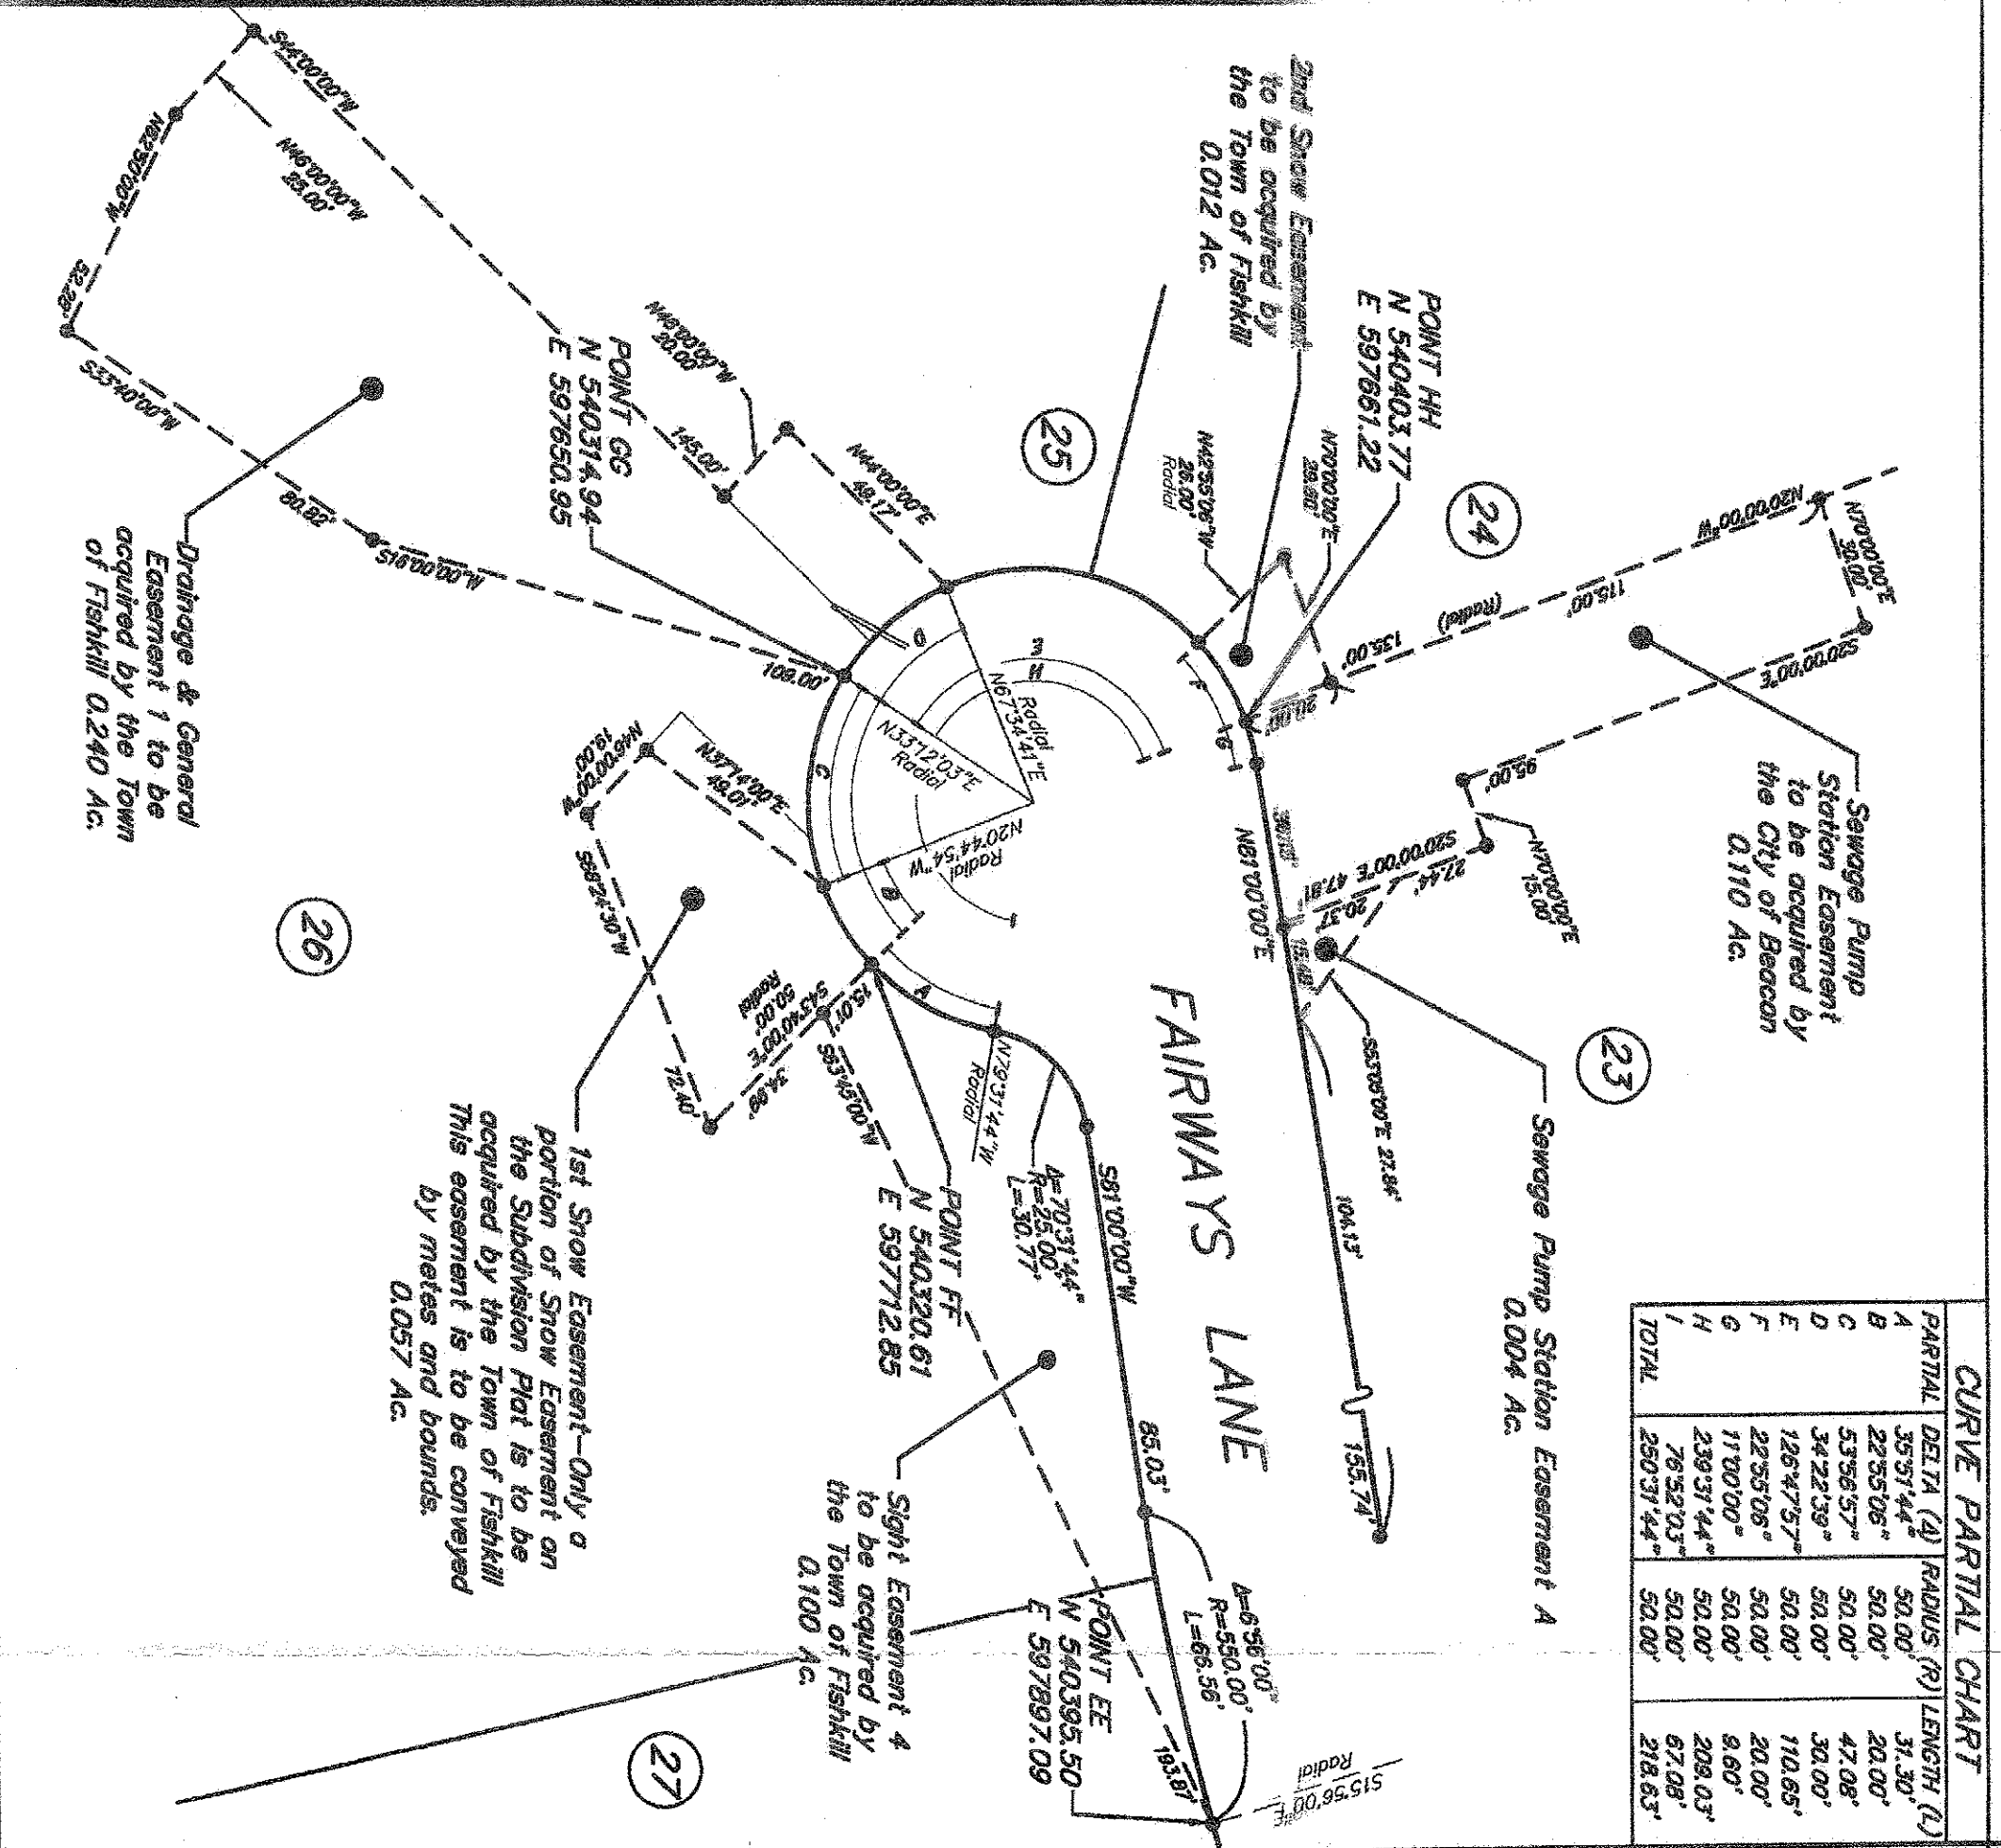 CURVE PARTIAL CHART
PARTIAL DELTA (Δ) RADIUS (R) LENGTH (L)
A 35°51'44" 50.00' 31.30'
B 22°55'06" 50.00' 20.00'
C 53°56'57" 50.00' 47.08'
D 34°22'39" 50.00' 30.00'
E 126°47'57" 50.00' 110.65'
F 22°55'06" 50.00' 20.00'
G 11°00'00" 50.00' 9.60'
H 239°31'44" 50.00' 209.03'
I 76°52'03" 50.00' 67.08'
TOTAL 250°31'44" 50.00' 218.63'
Sewage Pump
Station Easement
to be acquired by
the City of Beacon
0.110 Ac.
N70°00'00"E
30.00'
N20°00'00"W
115.00'
(Radial)
135.00'
20.00'
S20°00'00"E
95.00'
N70°00'00"E
15.00'
S20°00'00"E 47.81'
27.44'
20.37'
24
23
Sewage Pump Station Easement A
0.004 Ac.
S53°05'00"E 27.84'
N81°00'00"E
104.13'
155.74'
POINT HH
N 540403.77
E 597661.22
N70°00'00"E
29.60'
N42°55'06"W
26.00'
Radial
2nd Snow Easement
to be acquired by
the Town of Fishkill
0.012 Ac.
25
FAIRWAYS LANE
S81°00'00"W
85.03'
Δ=6°56'00"
R=550.00'
L=66.56'
S15°56'00"E
Radial
POINT EE
N 540395.50
E 597897.09
193.87'
Δ=70°31'44"
R=25.00'
L=30.77'
N79°31'44"W
Radial
POINT FF
N 540320.61
E 597712.85
Sight Easement 4
to be acquired by
the Town of Fishkill
0.100 Ac.
27
F
G
E
H
D
C
B
A
Radial
N67°34'41"E
N33°12'03"E
Radial
N20°44'54"W
Radial
N44°00'00"E
49.17'
N46°00'00"W
20.00'
145.00'
POINT GG
N 540314.94
E 597650.95
S44°00'00"W
N46°00'00"W
25.00'
N62°50'00"W
52.28'
S33°40'00"W
80.82'
S16°00'00"W
109.00'
Drainage & General
Easement 1 to be
acquired by the Town
of Fishkill 0.240 Ac.
N37°14'00"E
49.01'
N46°00'00"W
19.00'
S68°24'30"W
72.40'
S43°40'00"E
50.00'
Radial
15.01'
34.99'
S63°45'00"W
26
1st Snow Easement-Only a
portion of Snow Easement on
the Subdivision Plat is to be
acquired by the Town of Fishkill
This easement is to be conveyed
by metes and bounds.
0.057 Ac.